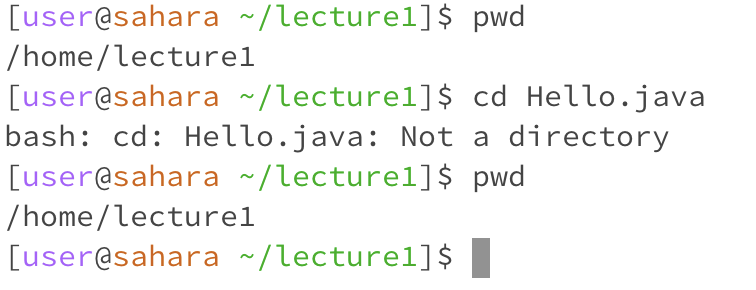 [user@sahara ~/lecture1]$ pwd
/home/lecture1
[user@sahara ~/lecture1]$ cd Hello.java
bash: cd: Hello.java: Not a directory
[user@sahara ~/lecture1]$ pwd
/home/lecture1
[user@sahara ~/lecture1]$